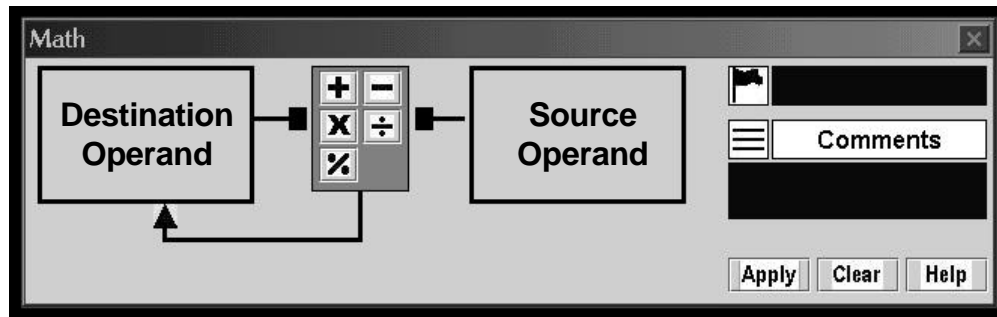 Math
Destination
Operand
+ −
X ÷
%
Source
Operand
Comments
Apply Clear Help